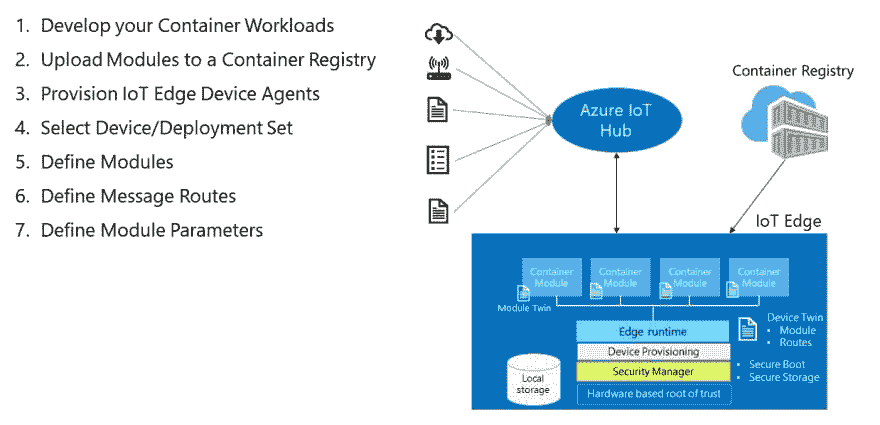 1. Develop your Container Workloads
2. Upload Modules to a Container Registry
3. Provision IoT Edge Device Agents
4. Select Device/Deployment Set
5. Define Modules
6. Define Message Routes
7. Define Module Parameters
Azure IoT
Hub
Container Registry
IoT Edge
Container
Module
Container
Module
Container
Module
Container
Module
Module Twin
Edge runtime
Device Provisioning
Security Manager
Hardware based root of trust
Local
storage
Device Twin
• Module
• Routes
• Secure Boot
• Secure Storage